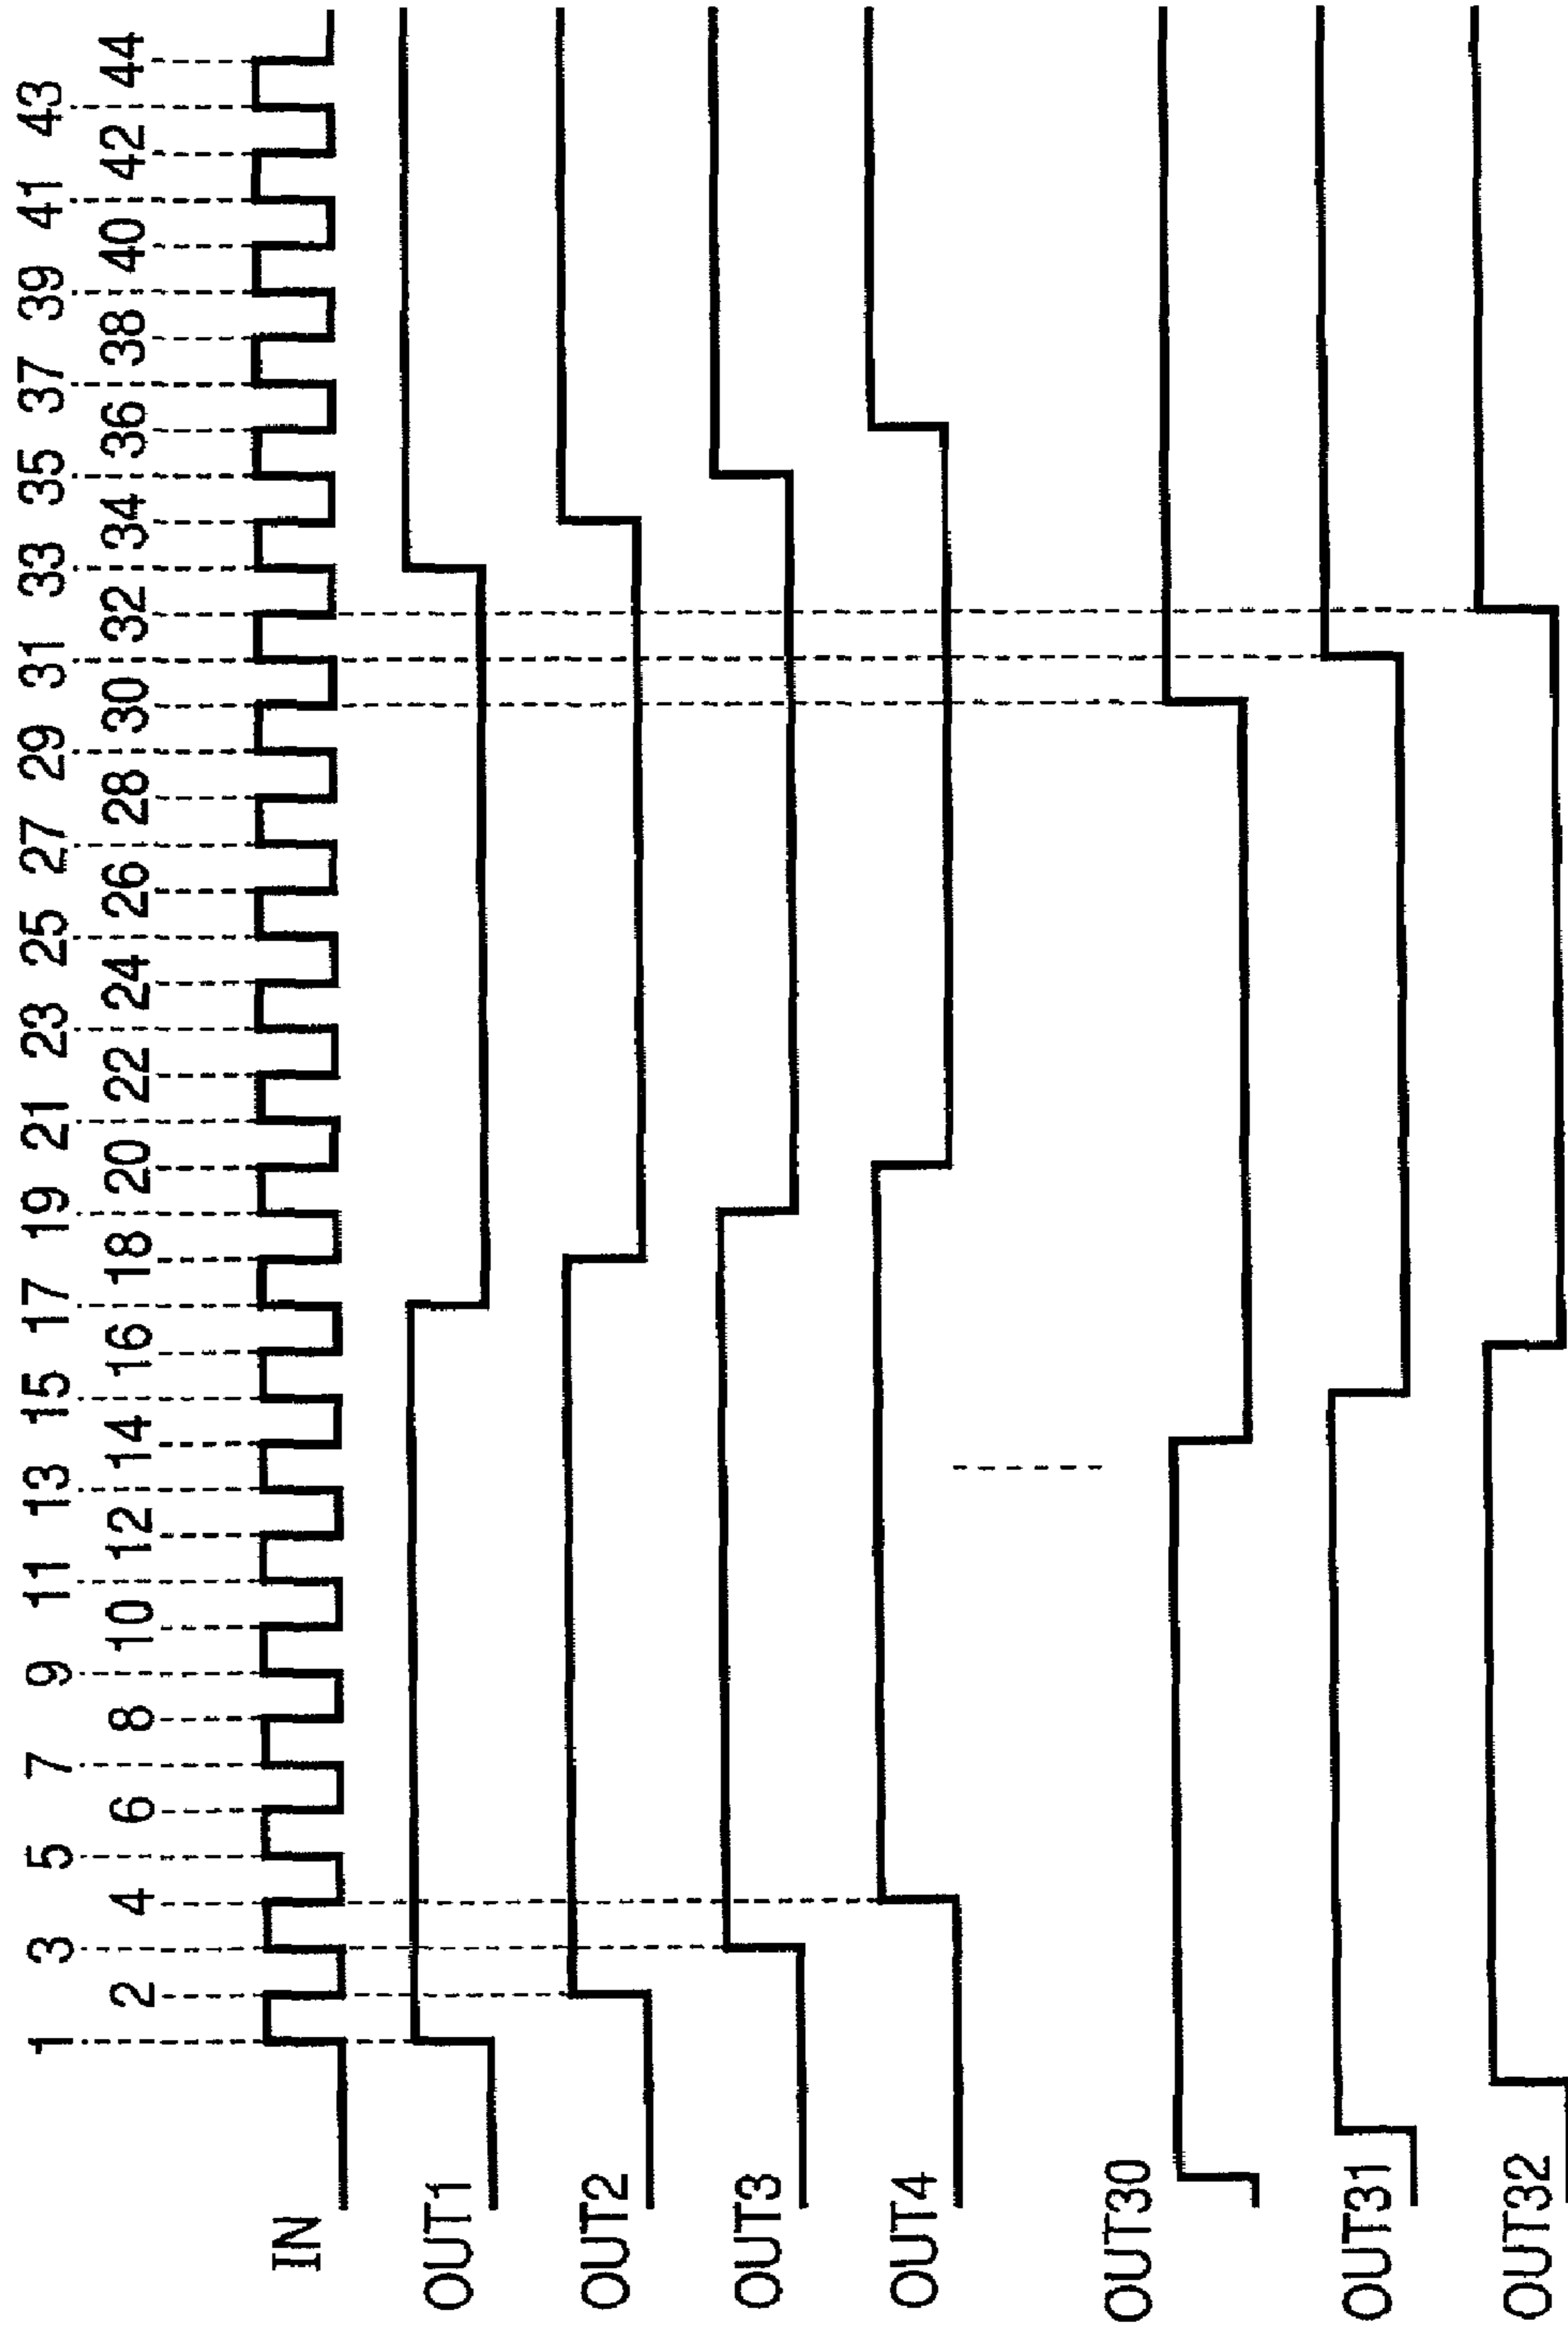 1 3 5 7 9 11 13 15 17 19 21 23 25 27 29 31 33 35 37 39 41 43
2 4 6 8 10 12 14 16 18 20 22 24 26 28 30 32 34 36 38 40 42 44
IN
OUT1
OUT2
OUT3
OUT4
OUT30
OUT31
OUT32